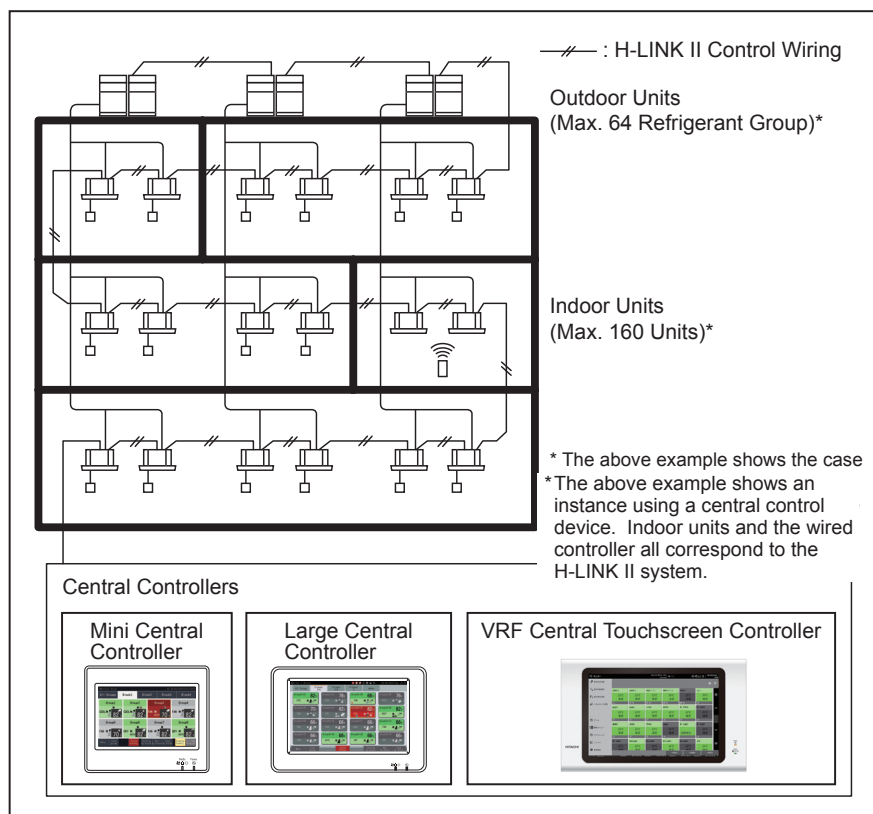 : H-LINK II Control Wiring
Outdoor Units
(Max. 64 Refrigerant Group)*
Indoor Units
(Max. 160 Units)*
* The above example shows the case
* The above example shows an
instance using a central control
device. Indoor units and the wired
controller all correspond to the
H-LINK II system.
Central Controllers
Mini Central
Controller
Large Central
Controller
VRF Central Touchscreen Controller